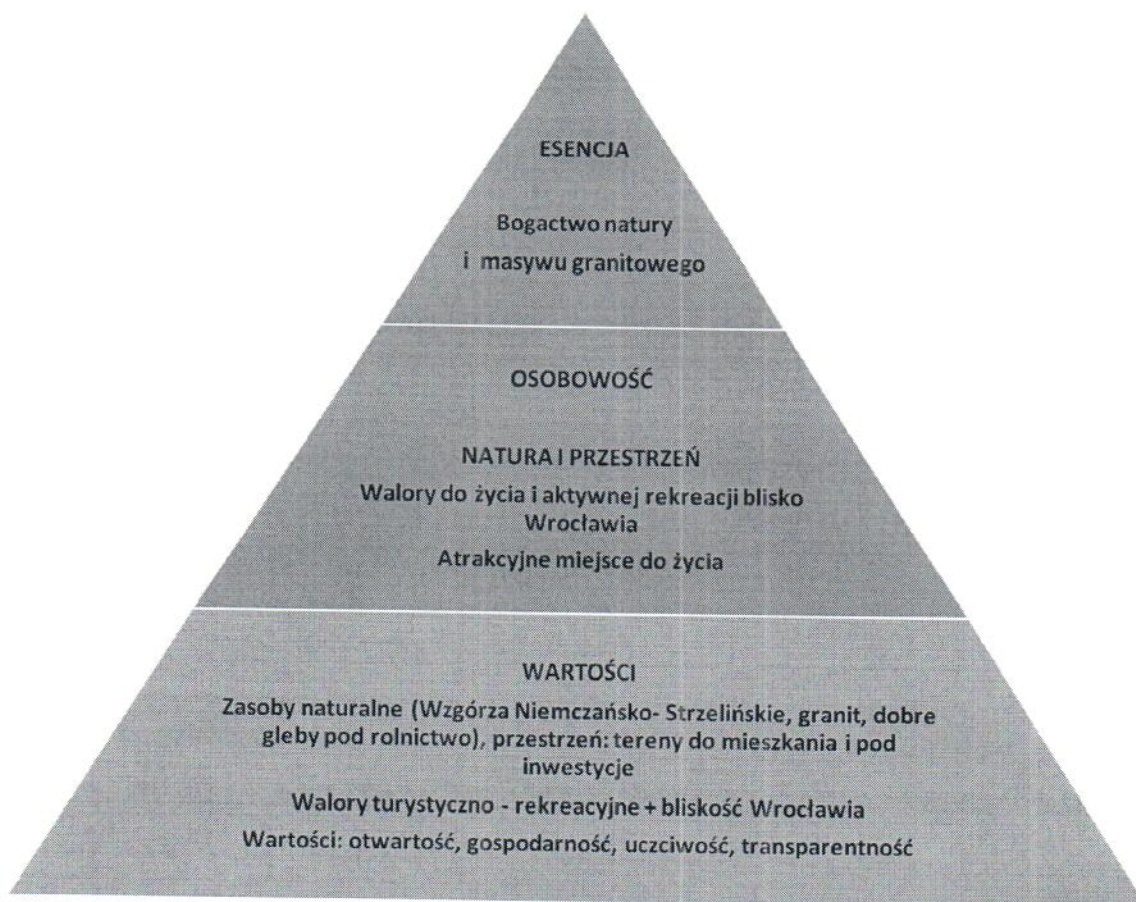 ESENCJA
Bogactwo natury
i masywu granitowego
OSOBOWOŚĆ
NATURA I PRZESTRZEŃ
Walory do życia i aktywnej rekreacji blisko
Wrocławia
Atrakcyjne miejsce do życia
WARTOŚCI
Zasoby naturalne (Wzgórza Niemczańsko- Strzelińskie, granit, dobre
gleby pod rolnictwo), przestrzeń: tereny do mieszkania i pod
inwestycje
Walory turystyczno - rekreacyjne + bliskość Wrocławia
Wartości: otwartość, gospodarność, uczciwość, transparentność